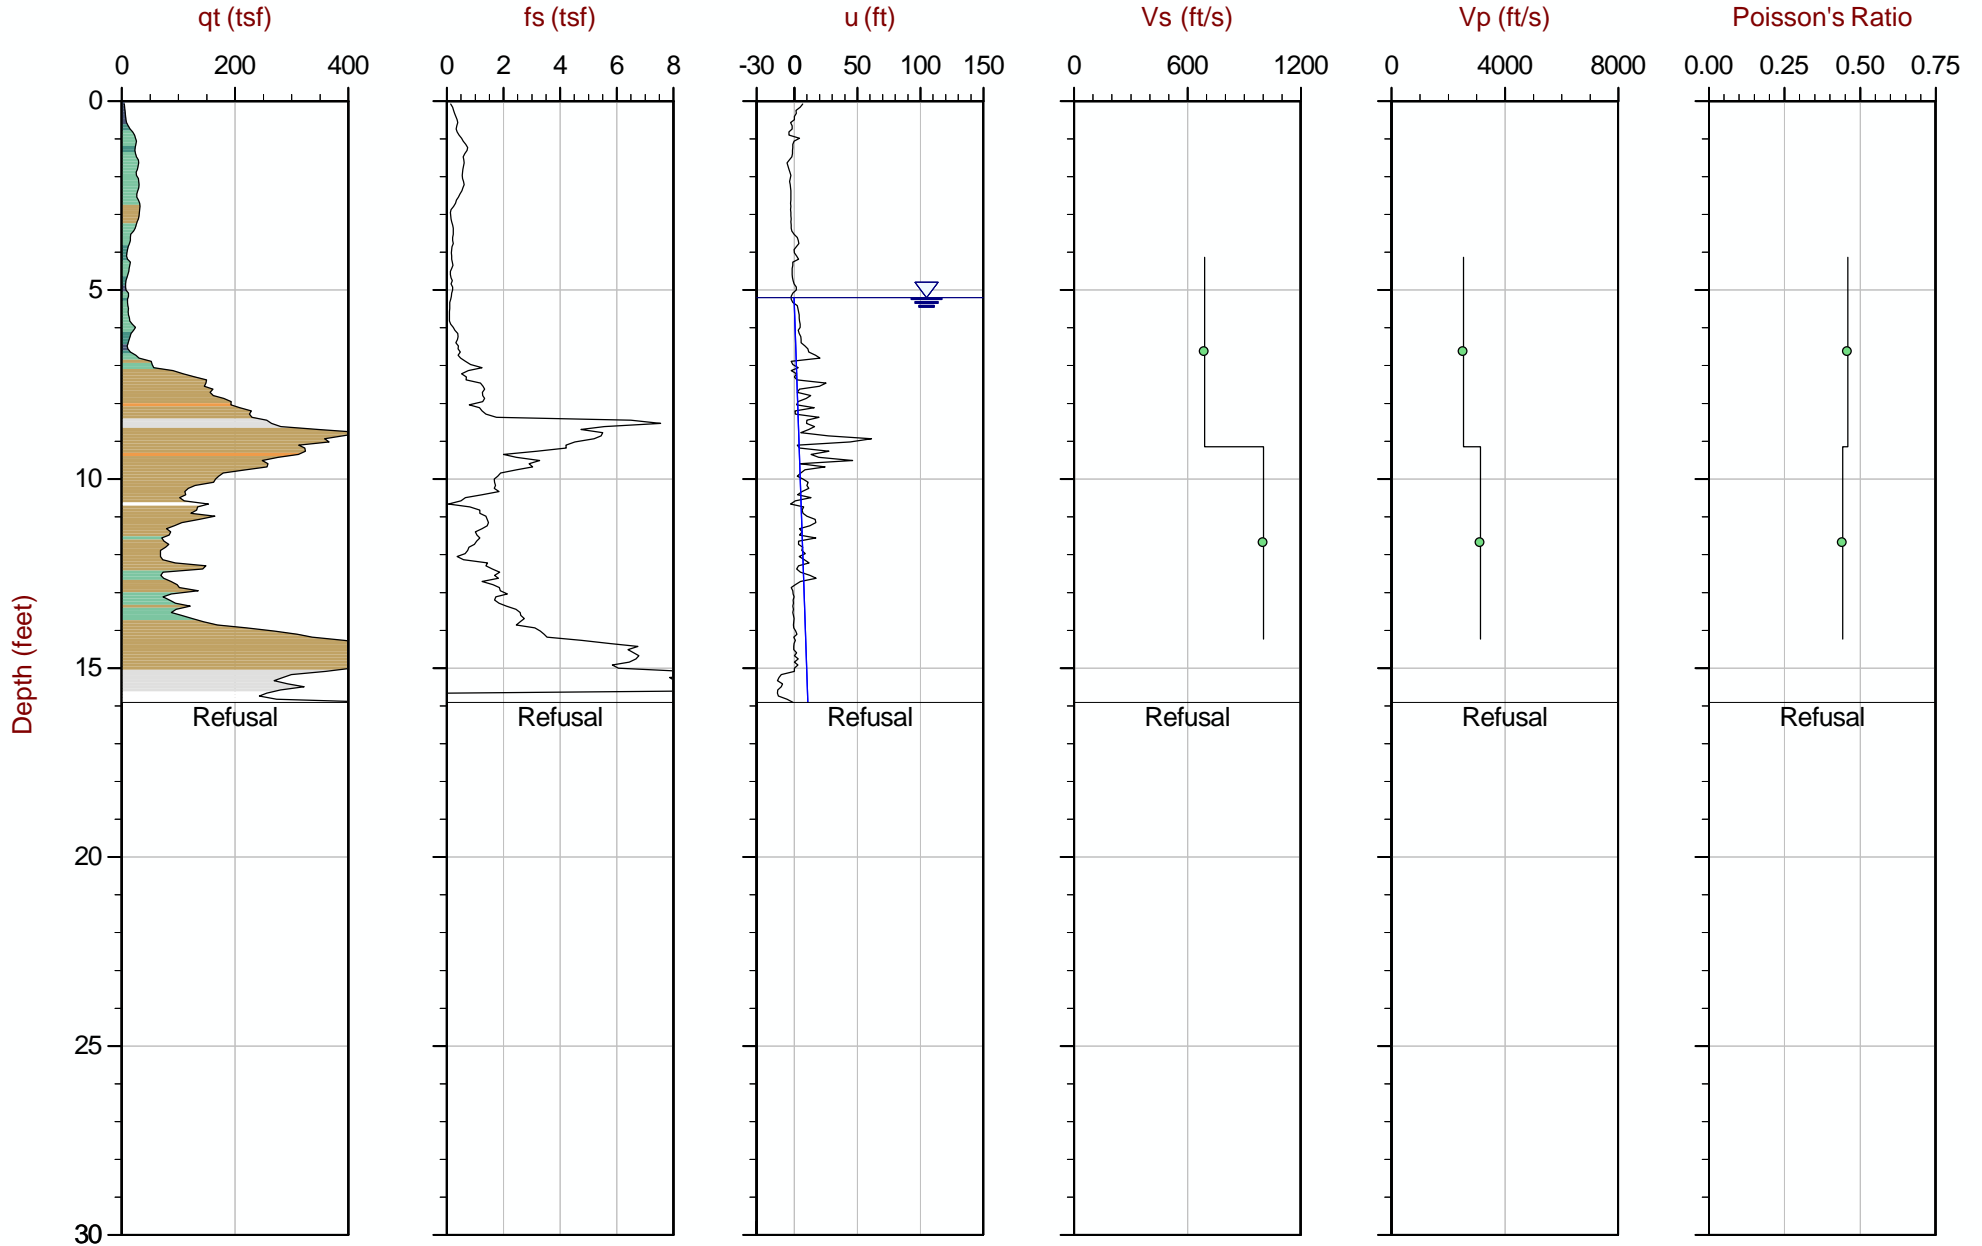 qt (tsf) fs (tsf) u (ft) Vs (ft/s) Vp (ft/s) Poisson's Ratio
0 200 400 0 2 4 6 8 -30 0 50 100 150 0 600 1200 0 4000 8000 0.00 0.25 0.50 0.75
0
5
10
15
Refusal Refusal Refusal Refusal Refusal Refusal
20
25
30
Depth (feet)